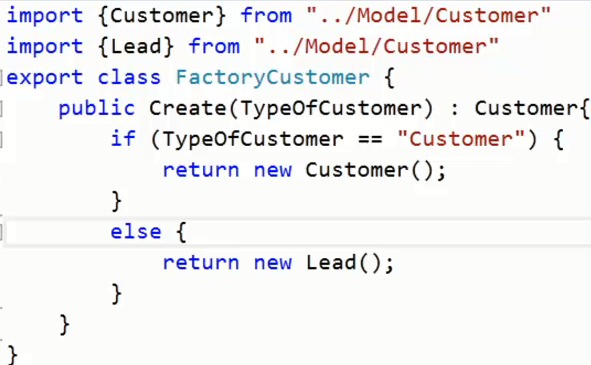 import {Customer} from "../Model/Customer"
import {Lead} from "../Model/Customer"
export class FactoryCustomer {
    public Create(TypeOfCustomer) : Customer{
        if (TypeOfCustomer == "Customer") {
            return new Customer();
        }
        else {
            return new Lead();
        }
    }
}